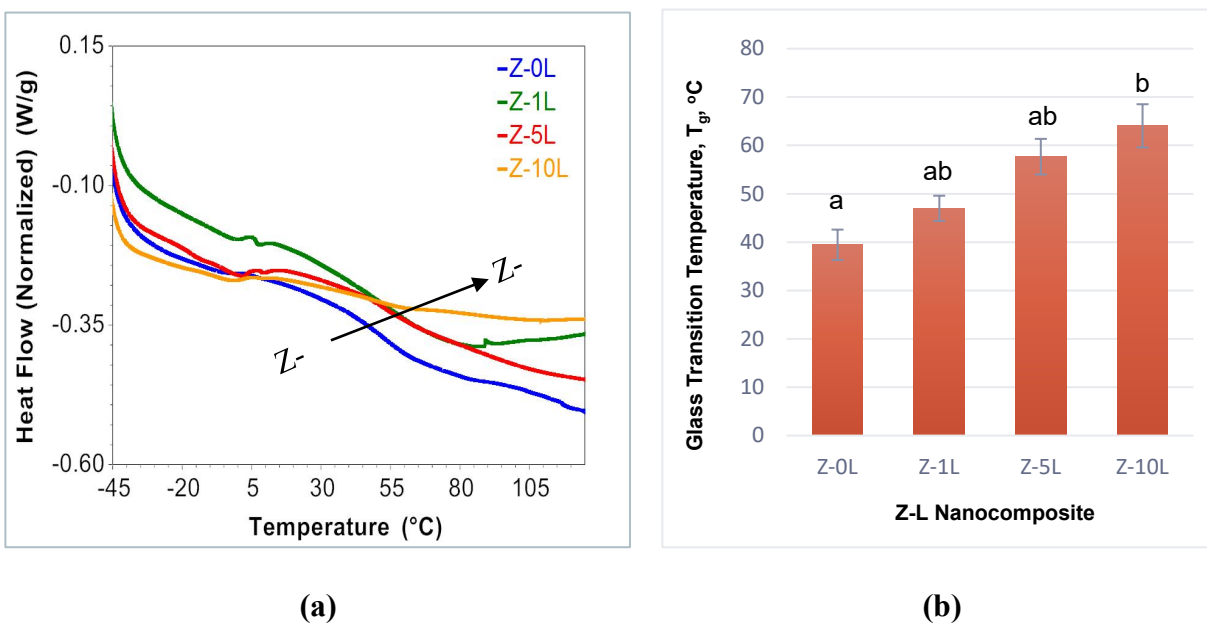 Heat Flow (Normalized) (W/g)
0.15
-0.10
-0.35
-0.60
-45
-20
5
30
55
80
105
Temperature (°C)
Z-0L
Z-1L
Z-5L
Z-10L
Z-
Z-
(a)
Glass Transition Temperature, Tg, ºC
80
70
60
50
40
30
20
10
0
a
ab
ab
b
Z-0L
Z-1L
Z-5L
Z-10L
Z-L Nanocomposite
(b)